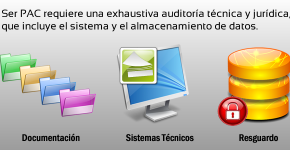 Ser PAC requiere una exhaustiva auditoría técnica y jurídica,
que incluye el sistema y el almacenamiento de datos.
Documentación
Sistemas Técnicos
Resguardo